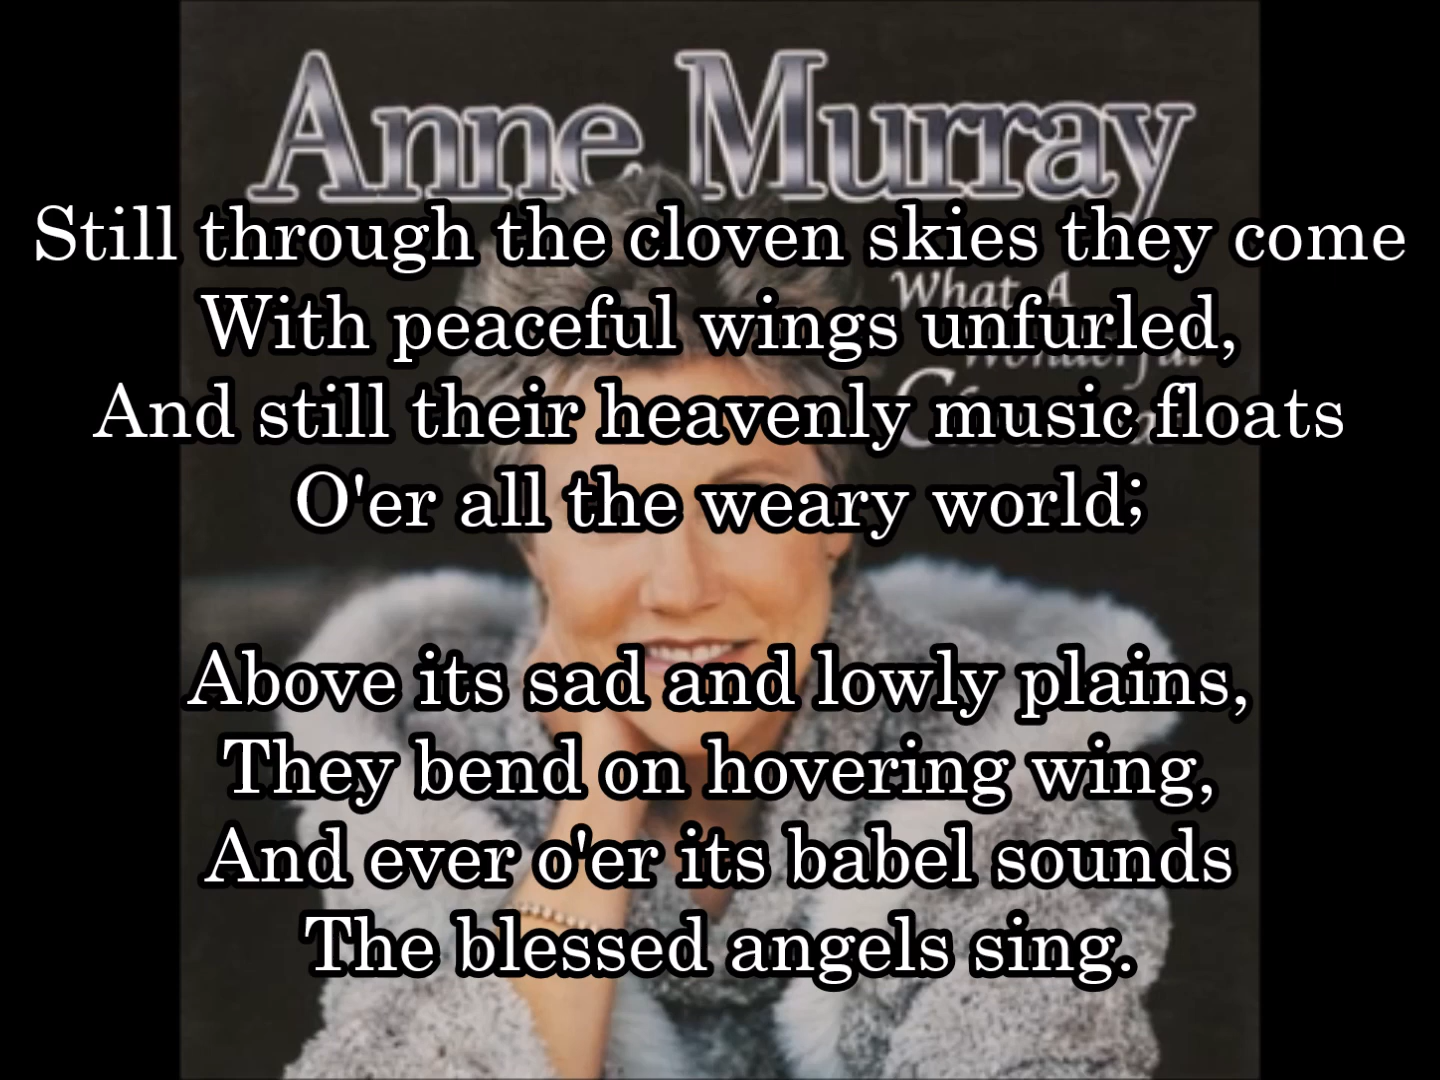 Anne Murray
Still through the cloven skies they come
What A
With peaceful wings unfurled,
Wonderful
And still their heavenly music floats
O'er all the weary world;
Above its sad and lowly plains,
They bend on hovering wing,
And ever o'er its babel sounds
The blessed angels sing.